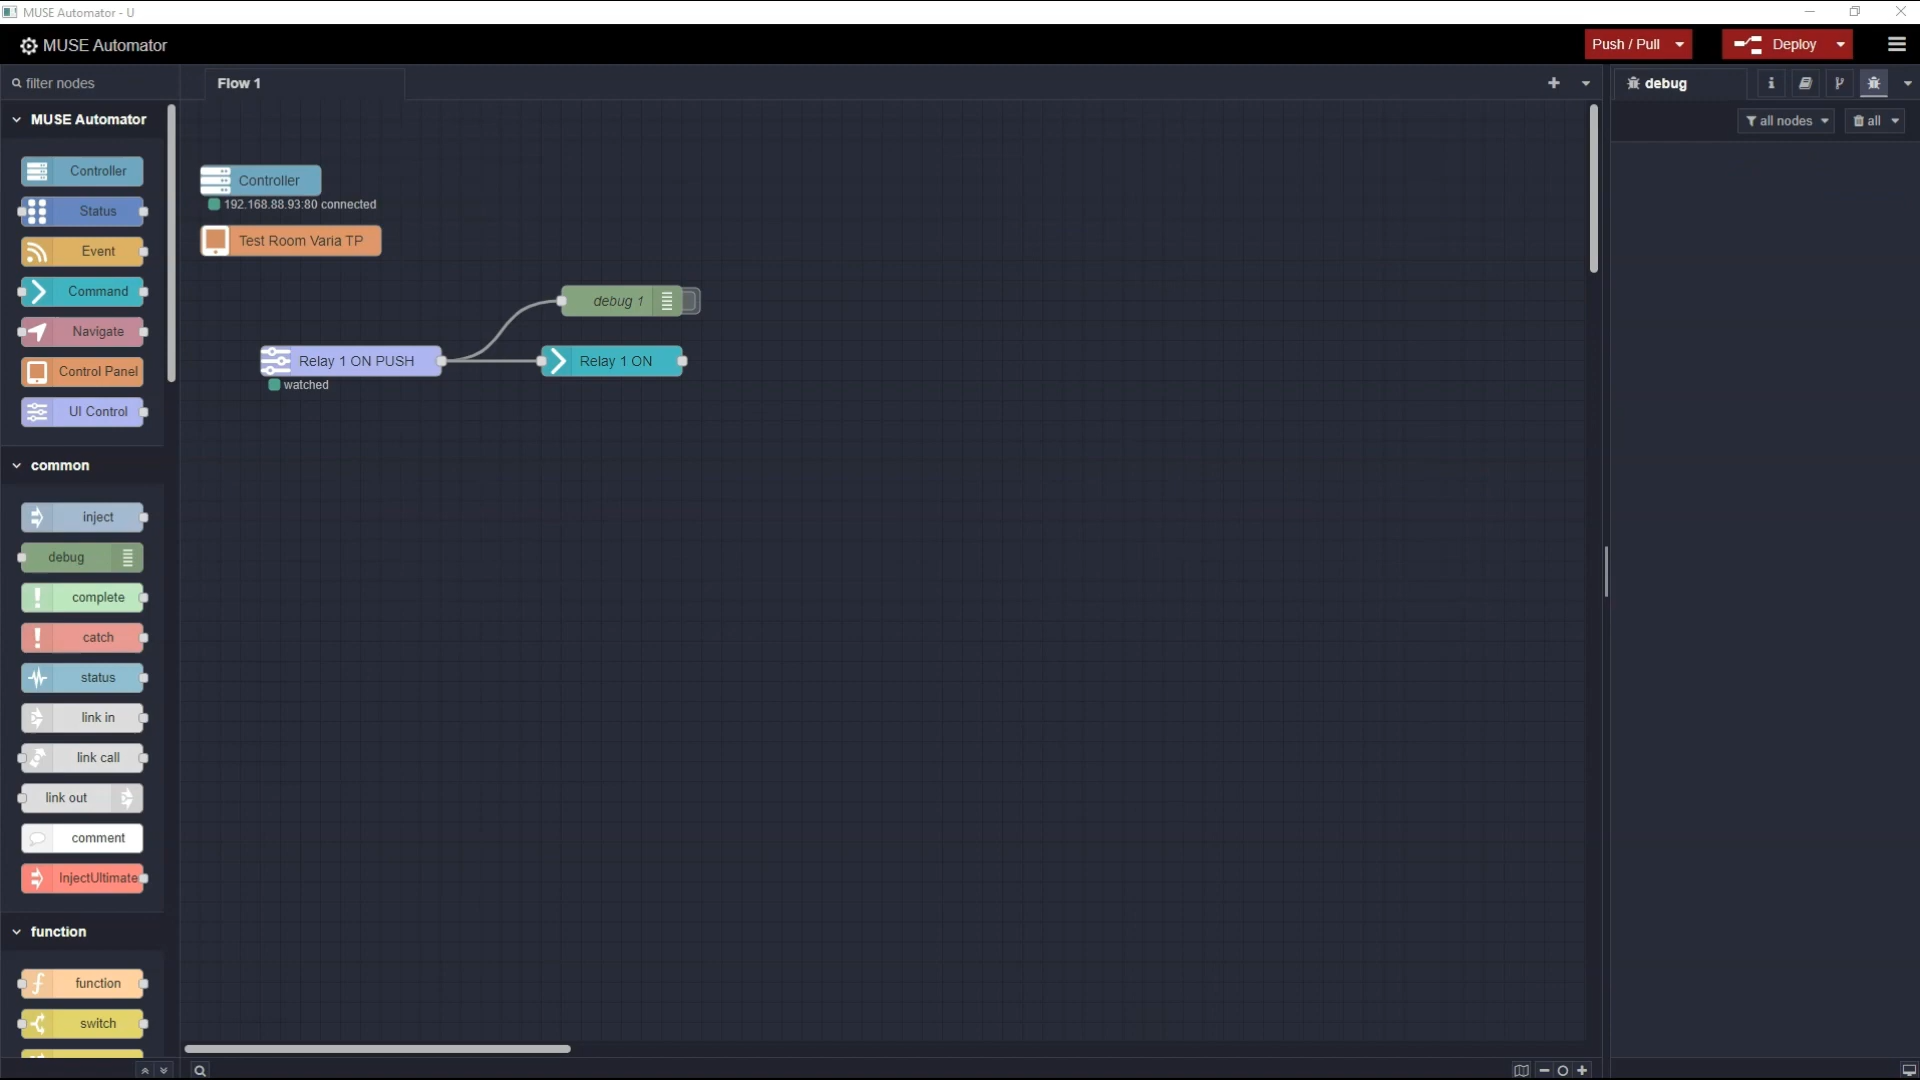 MUSE Automator - U
MUSE Automator
Push / Pull
Deploy
filter nodes
Flow 1
debug
all nodes
all
MUSE Automator
Controller
Status
Event
Command
Navigate
Control Panel
UI Control
common
inject
debug
complete
catch
status
link in
link call
link out
comment
InjectUltimate
function
function
switch
Controller
192.168.88.93:80 connected
Test Room Varia TP
debug 1
Relay 1 ON PUSH
Relay 1 ON
watched